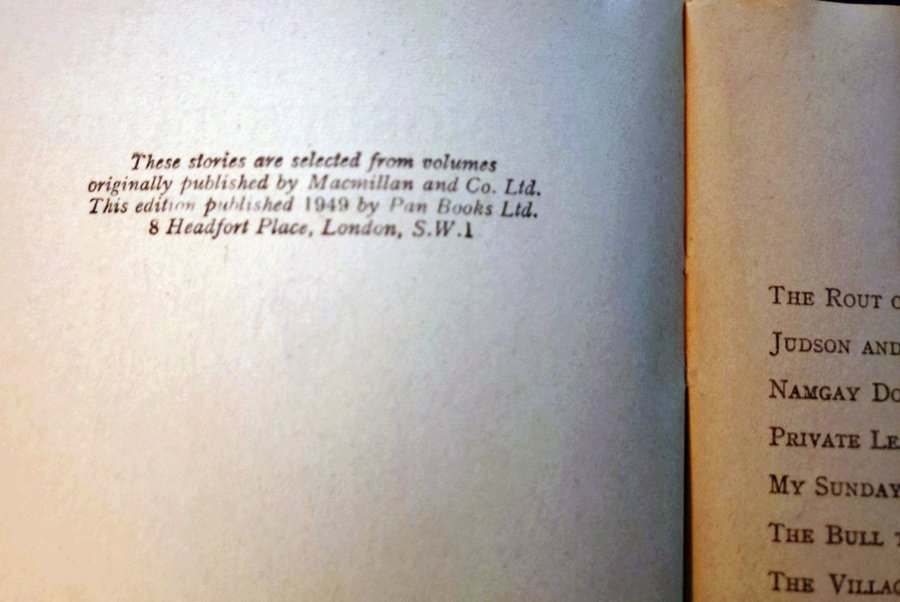 These stories are selected from volumes
originally published by Macmillan and Co. Ltd.
This edition published 1949 by Pan Books Ltd.
8 Headfort Place, London, S.W.1
THE ROUT
JUDSON AND
NAMGAY
PRIVATE
MY SUNDAY
THE BULL
THE